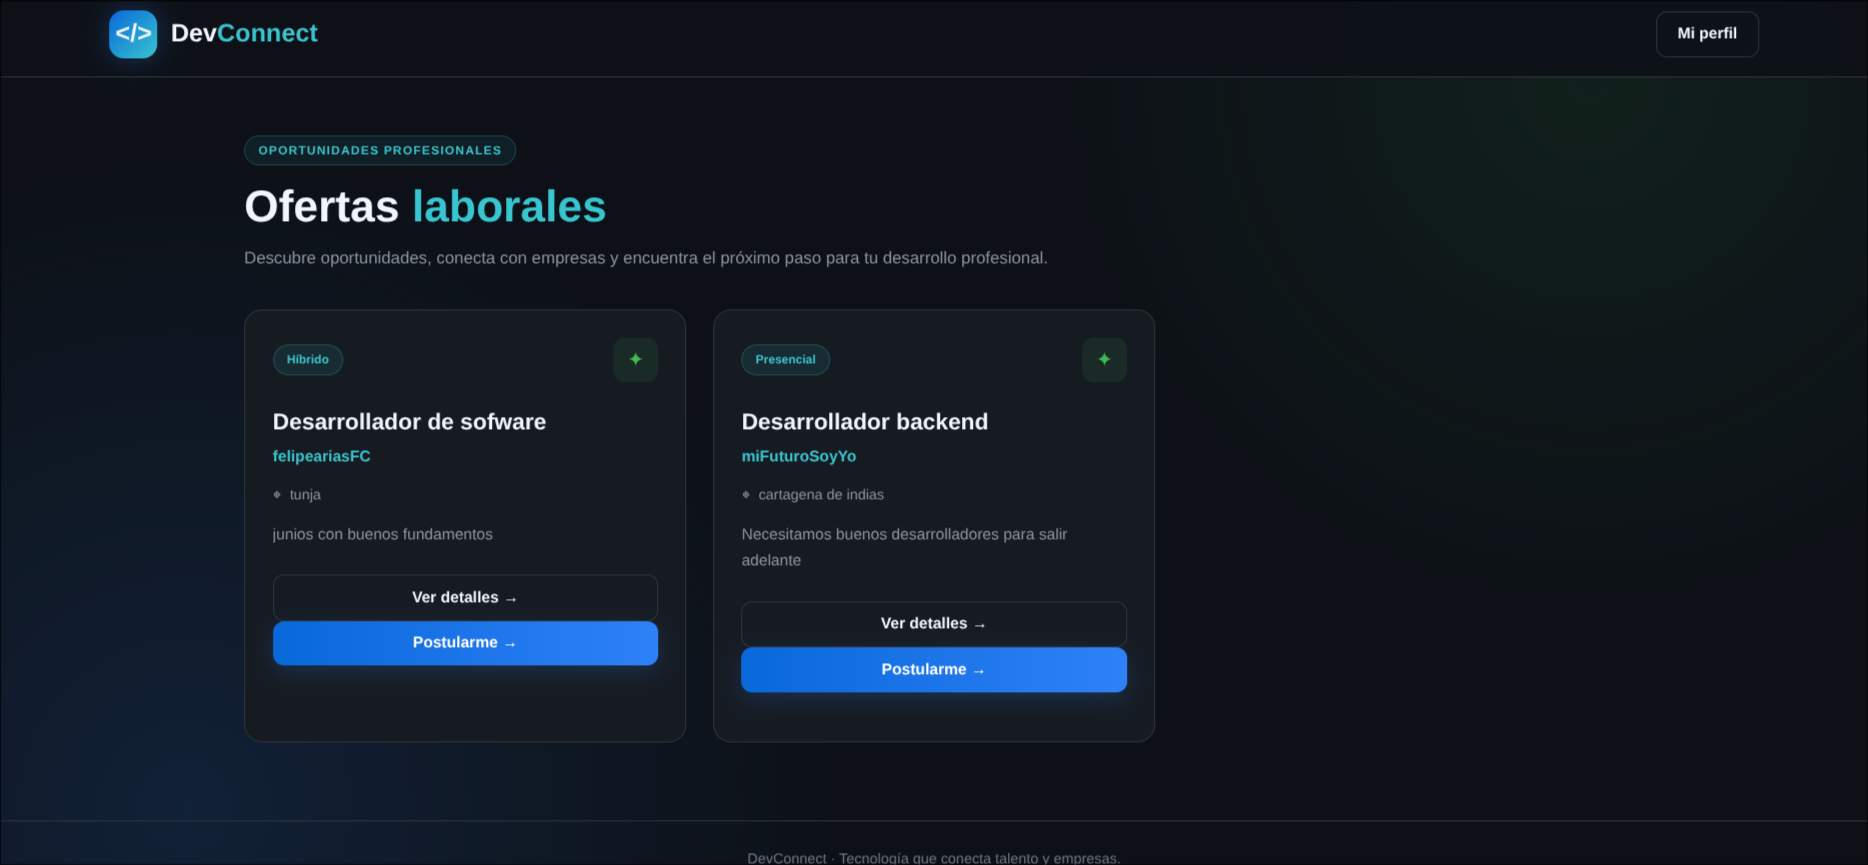 </> DevConnect
Mi perfil
OPORTUNIDADES PROFESIONALES
Ofertas laborales
Descubre oportunidades, conecta con empresas y encuentra el próximo paso para tu desarrollo profesional.
Híbrido
Desarrollador de sofware
felipeariasFC
tunja
junios con buenos fundamentos
Ver detalles →
Postularme →
Presencial
Desarrollador backend
miFuturoSoyYo
cartagena de indias
Necesitamos buenos desarrolladores para salir
adelante
Ver detalles →
Postularme →
DevConnect · Tecnología que conecta talento y empresas.